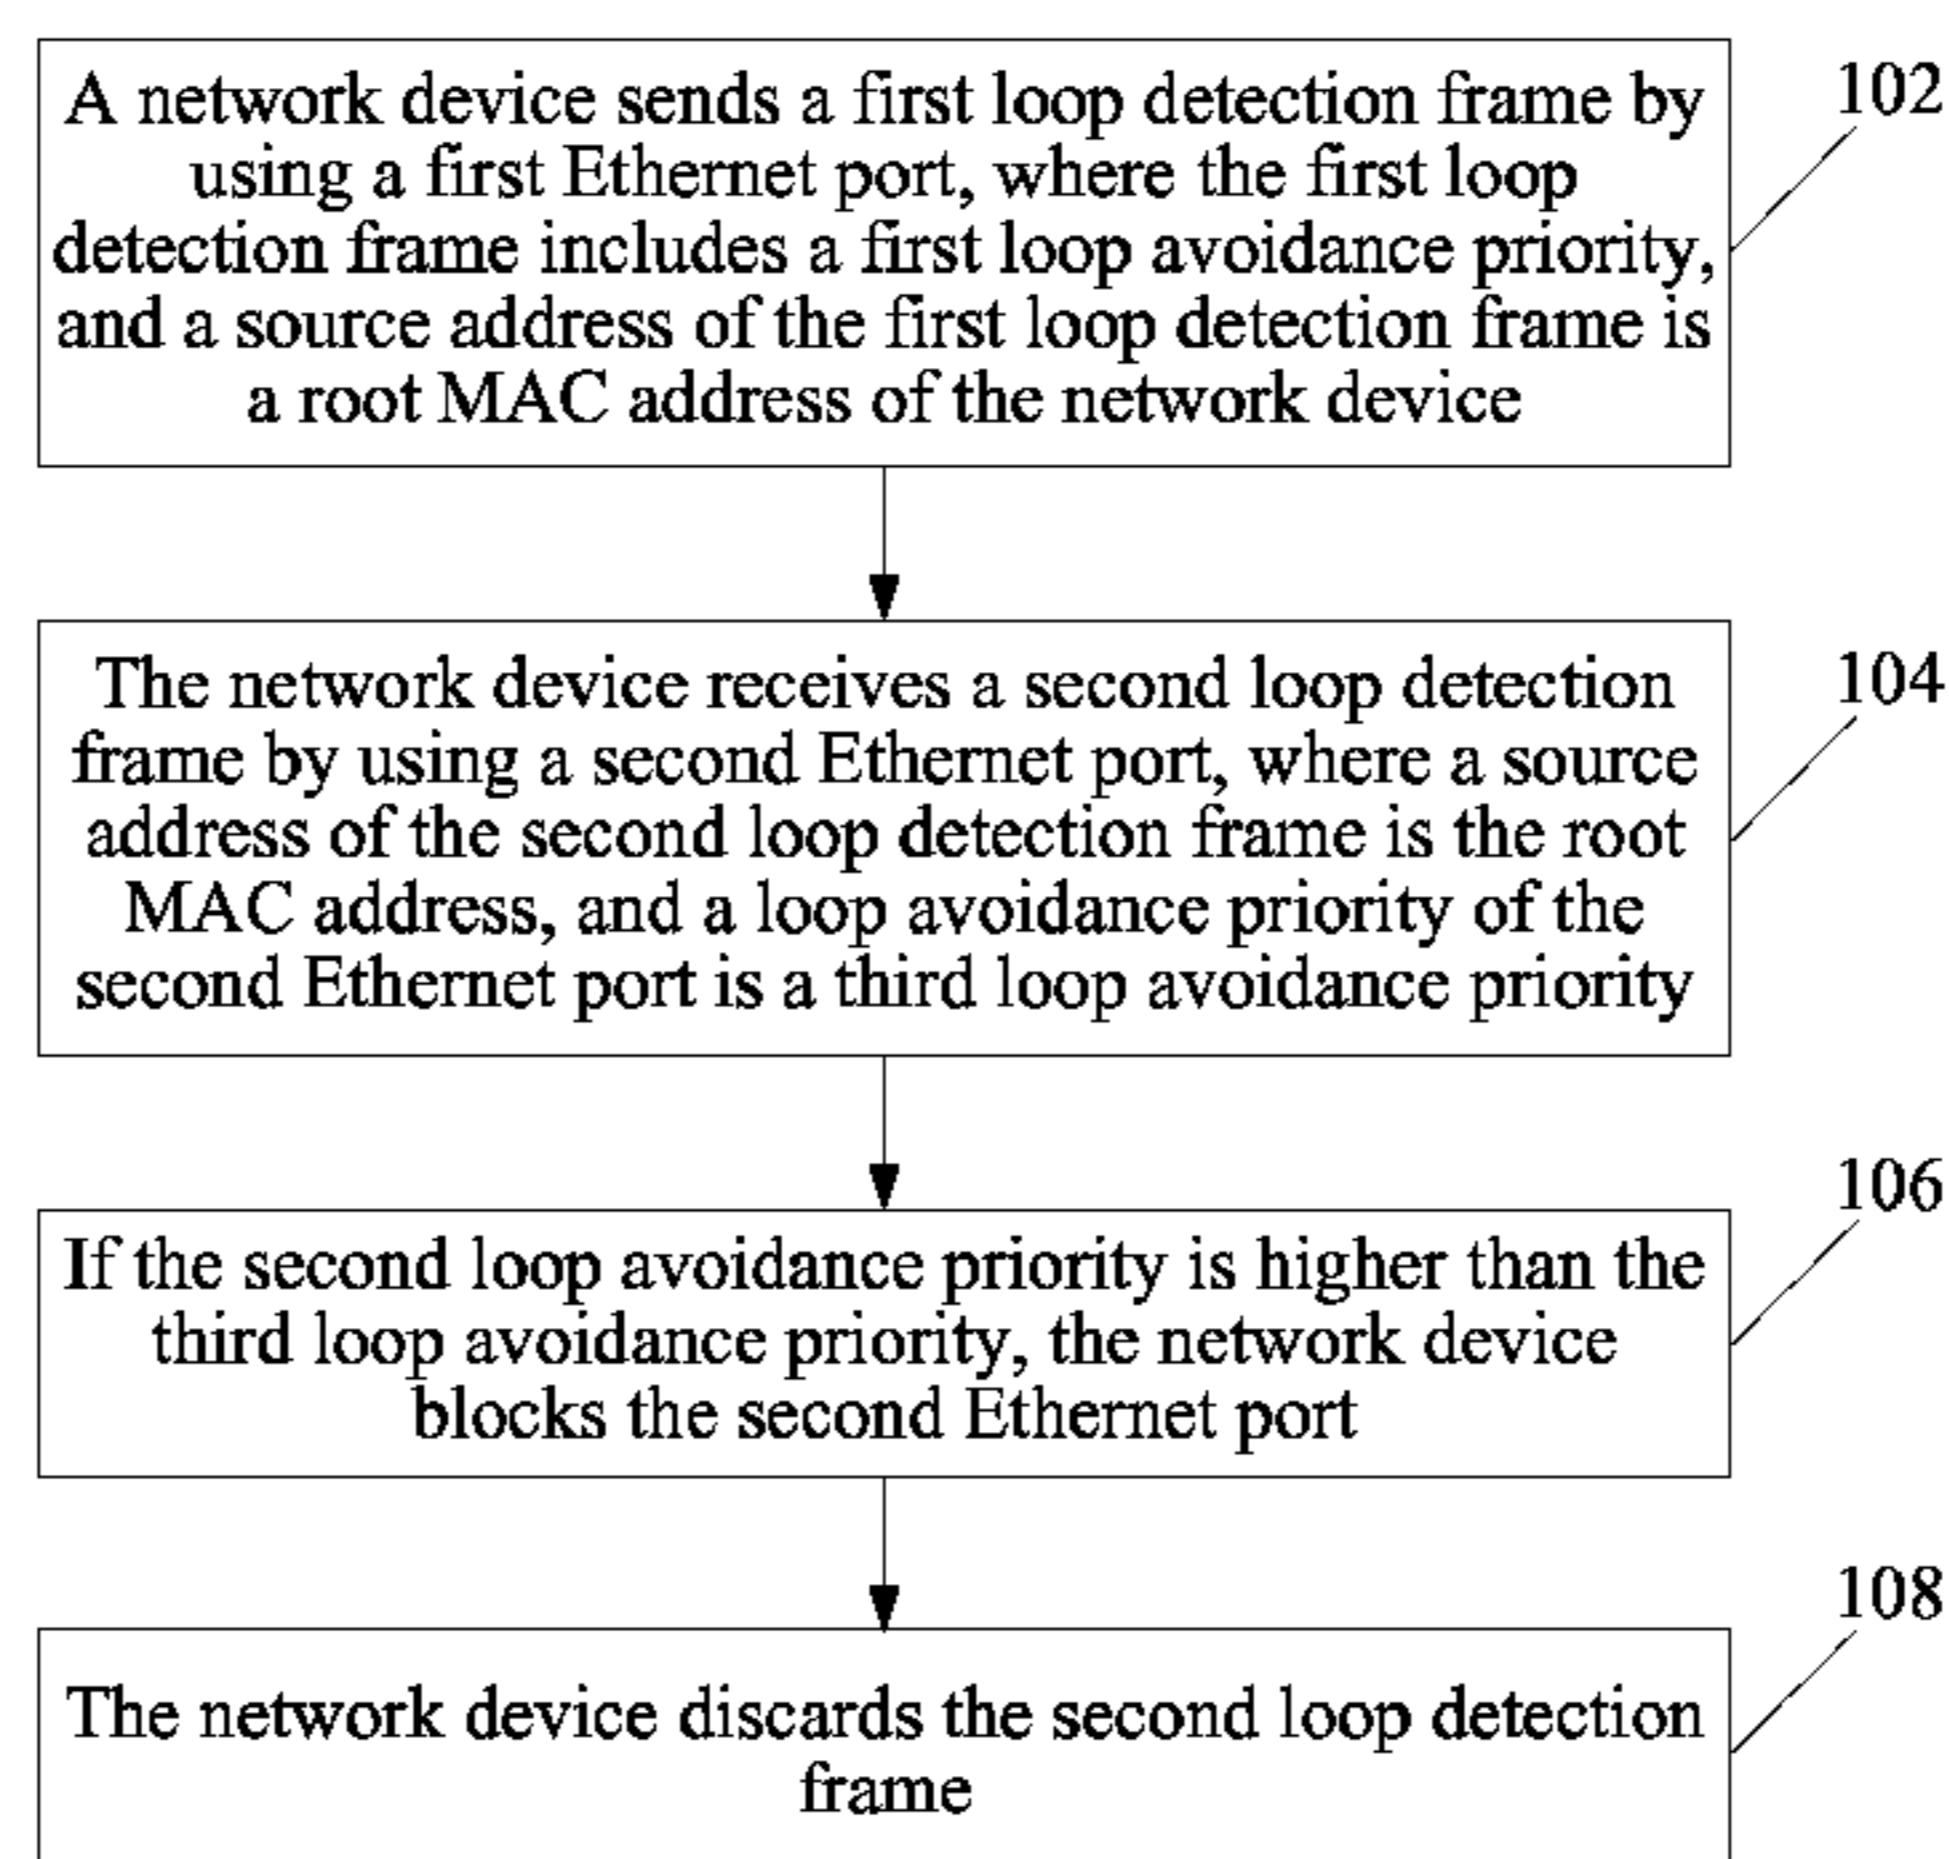 A network device sends a first loop detection frame by
using a first Ethernet port, where the first loop
detection frame includes a first loop avoidance priority,
and a source address of the first loop detection frame is
a root MAC address of the network device
102
The network device receives a second loop detection
frame by using a second Ethernet port, where a source
address of the second loop detection frame is the root
MAC address, and a loop avoidance priority of the
second Ethernet port is a third loop avoidance priority
104
If the second loop avoidance priority is higher than the
third loop avoidance priority, the network device
blocks the second Ethernet port
106
The network device discards the second loop detection
frame
108